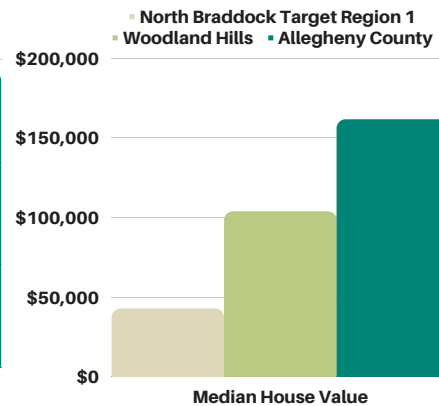 North Braddock Target Region 1
Woodland Hills Allegheny County
$200,000
$150,000
$100,000
$50,000
$0
Median House Value